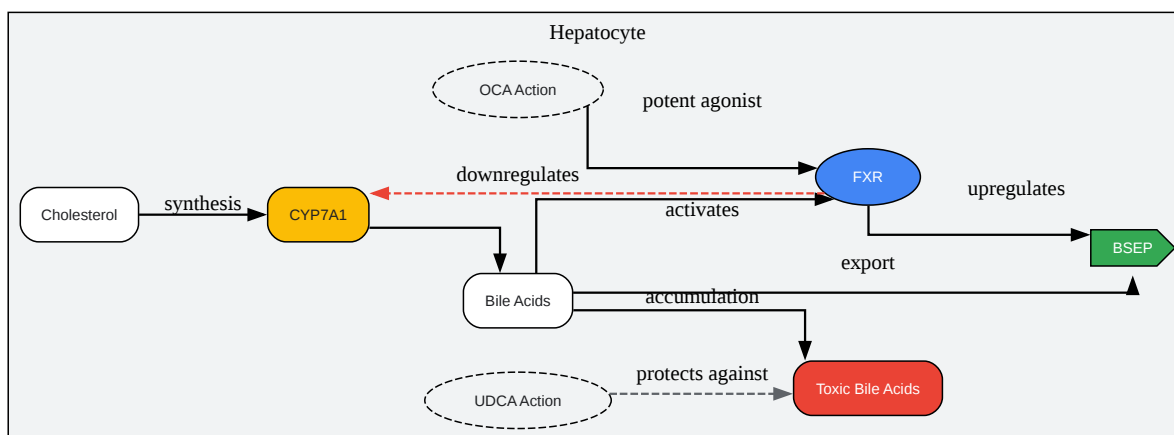 Hepatocyte
OCA Action
potent agonist
FXR
downregulates
upregulates
Cholesterol
synthesis
CYP7A1
activates
BSEP
export
Bile Acids
accumulation
protects against
Toxic Bile Acids
UDCA Action